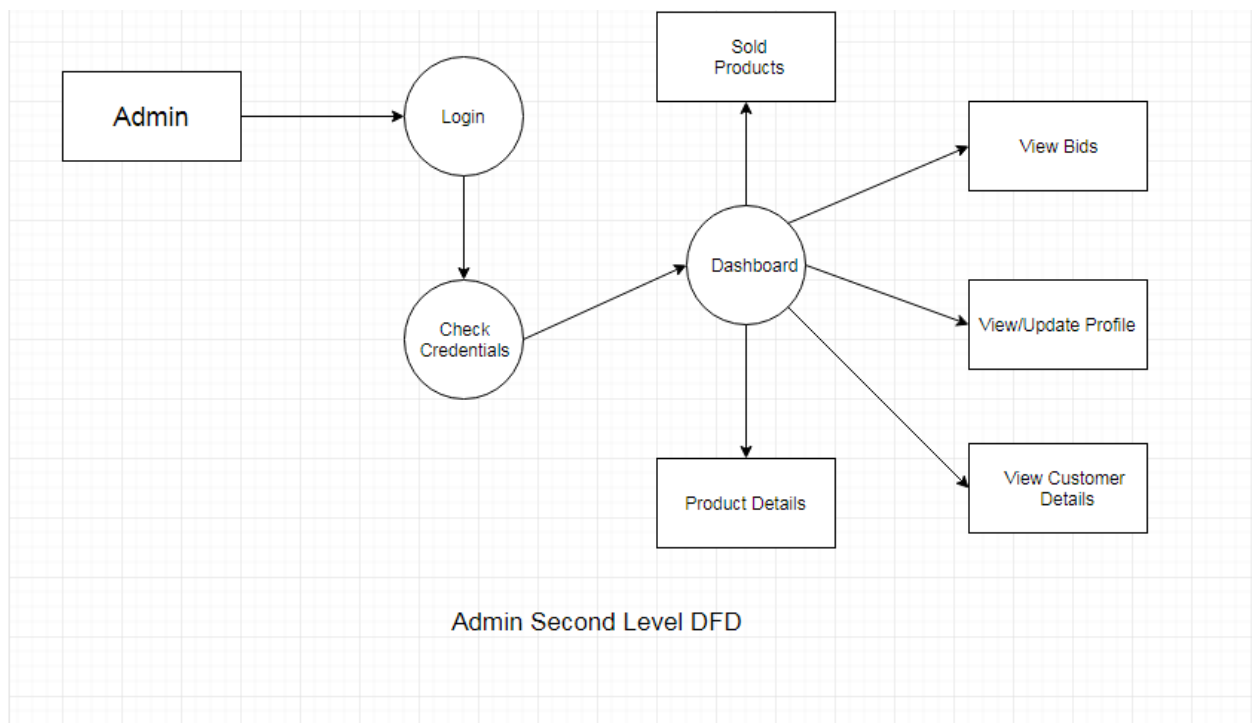 Sold
Products
Admin
Login
View Bids
Dashboard
Check
Credentials
View/Update Profile
View Customer
Details
Product Details
Admin Second Level DFD